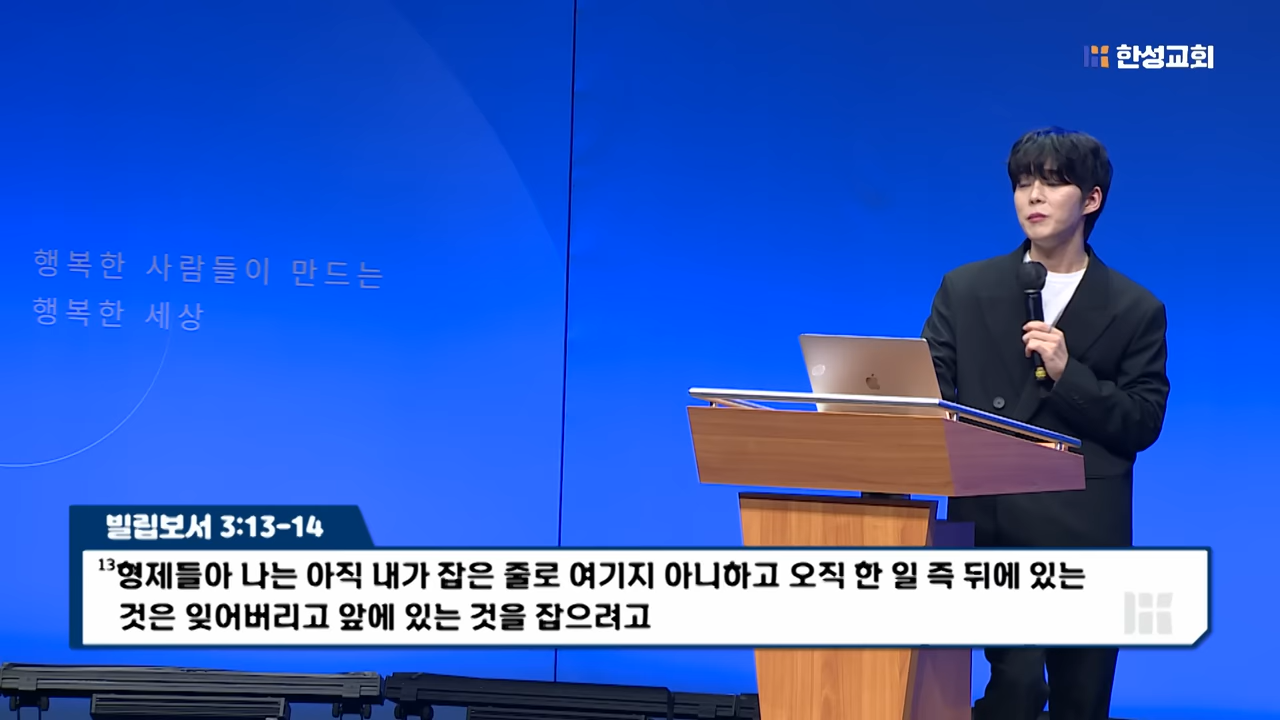 한성교회
행복한 사람들이 만드는
행복한 세상
빌립보서 3:13-14
13형제들아 나는 아직 내가 잡은 줄로 여기지 아니하고 오직 한 일 즉 뒤에 있는
것은 잊어버리고 앞에 있는 것을 잡으려고